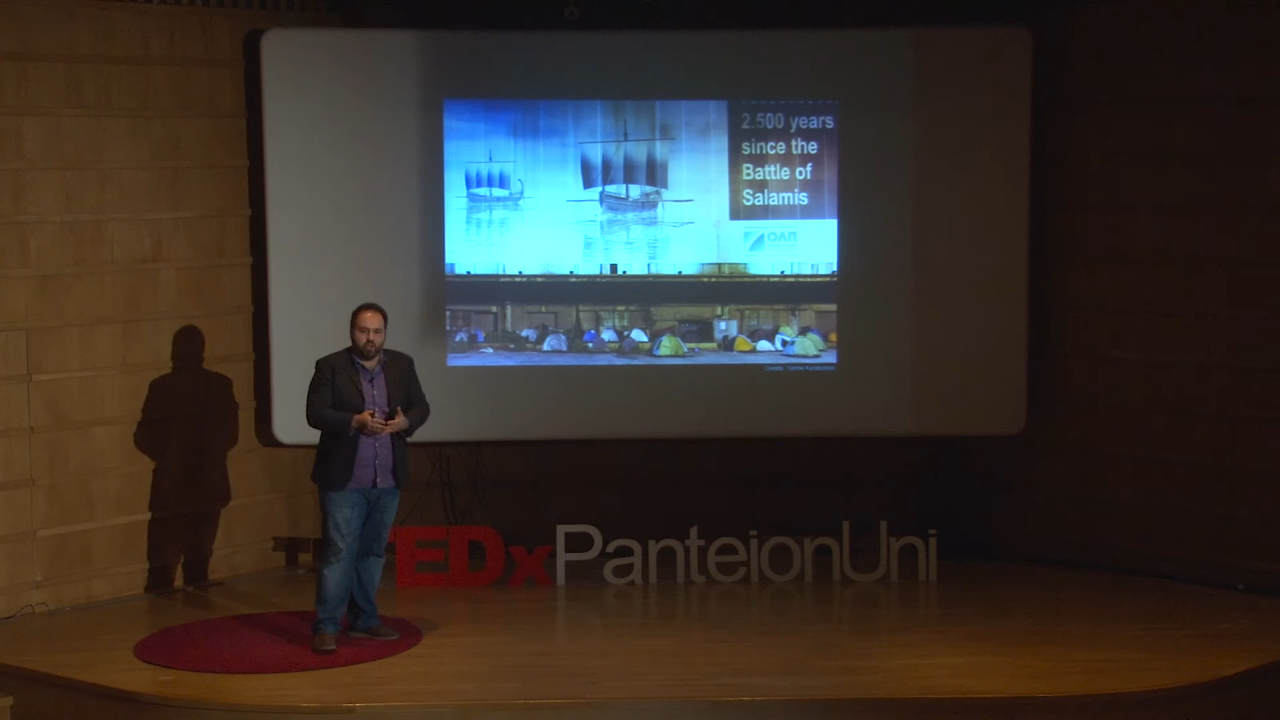 2.500 years
since the
Battle of
Salamis
ΟΛΠ
TEDxPanteionUni